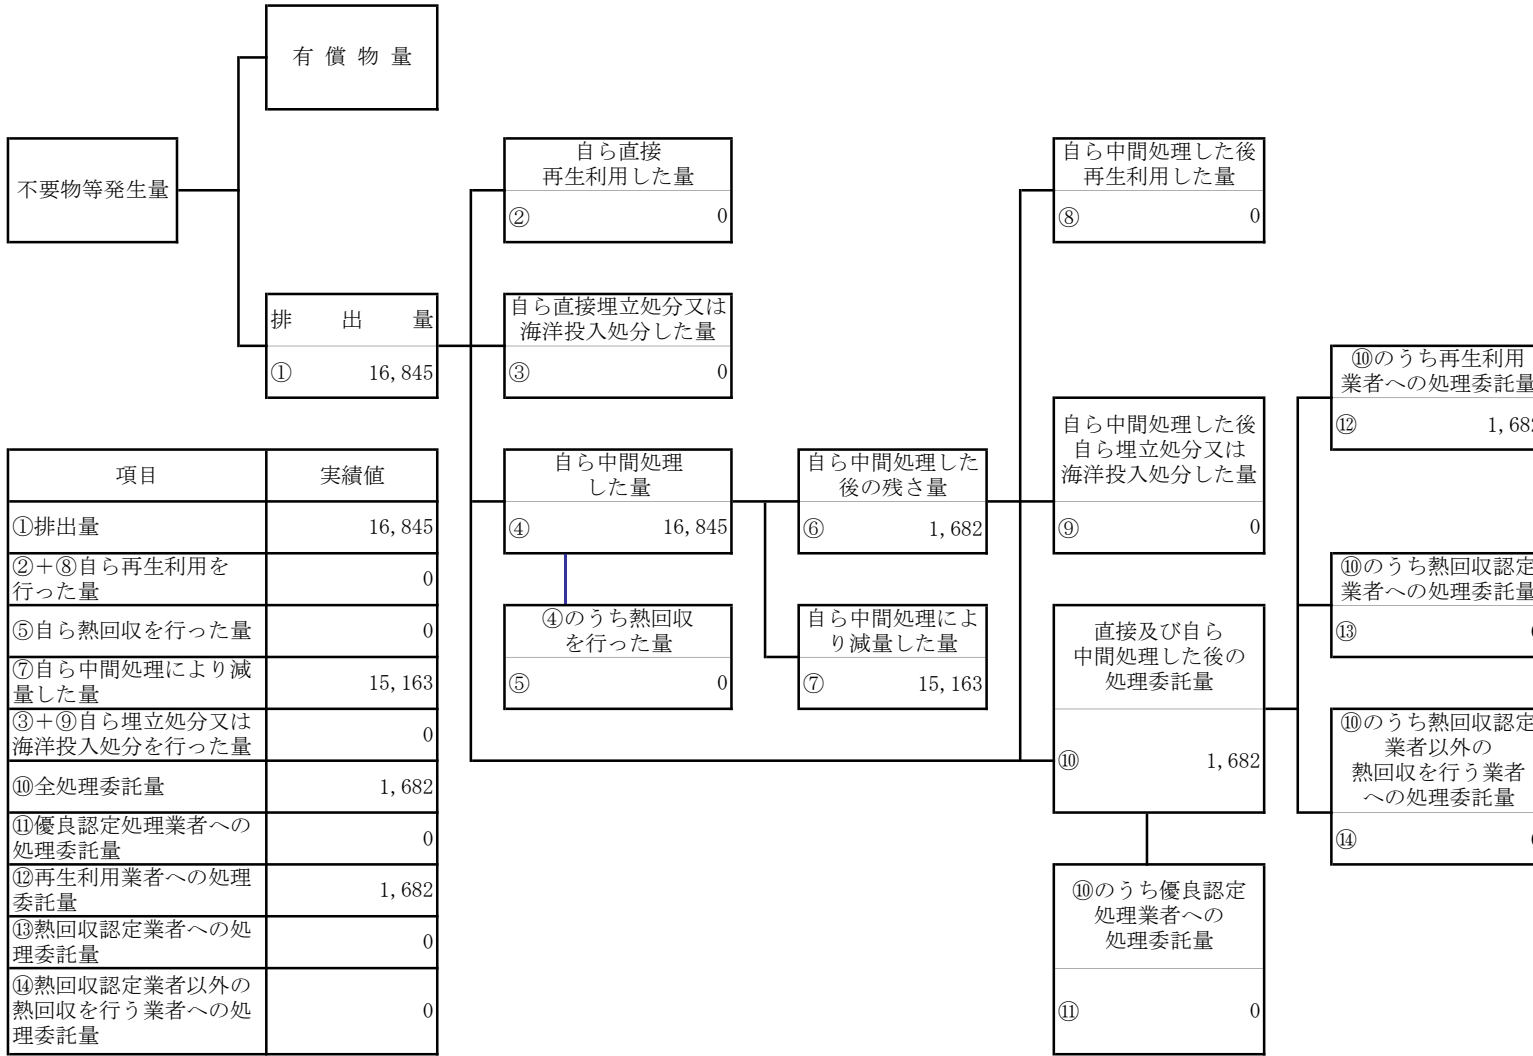 有償物量
不要物等発生量
排出量
① 16,845
自ら直接
再生利用した量
② 0
自ら直接埋立処分又は
海洋投入処分した量
③ 0
自ら中間処理
した量
④ 16,845
④のうち熱回収
を行った量
⑤ 0
自ら中間処理した
後の残さ量
⑥ 1,682
自ら中間処理によ
り減量した量
⑦ 15,163
自ら中間処理した後
再生利用した量
⑧ 0
自ら中間処理した後
自ら埋立処分又は
海洋投入処分した量
⑨ 0
直接及び自ら
中間処理した後の
処理委託量
⑩ 1,682
⑩のうち優良認定
処理業者への
処理委託量
⑪ 0
⑩のうち再生利用
業者への処理委託量
⑫ 1,682
⑩のうち熱回収認定
業者への処理委託量
⑬
⑩のうち熱回収認定
業者以外の
熱回収を行う業者
への処理委託量
⑭
項目 実績値
①排出量 16,845
②+⑧自ら再生利用を
行った量 0
⑤自ら熱回収を行った量 0
⑦自ら中間処理により減
量した量 15,163
③+⑨自ら埋立処分又は
海洋投入処分を行った量 0
⑩全処理委託量 1,682
⑪優良認定処理業者への
処理委託量 0
⑫再生利用業者への処理
委託量 1,682
⑬熱回収認定業者への処
理委託量 0
⑭熱回収認定業者以外の
熱回収を行う業者への処
理委託量 0